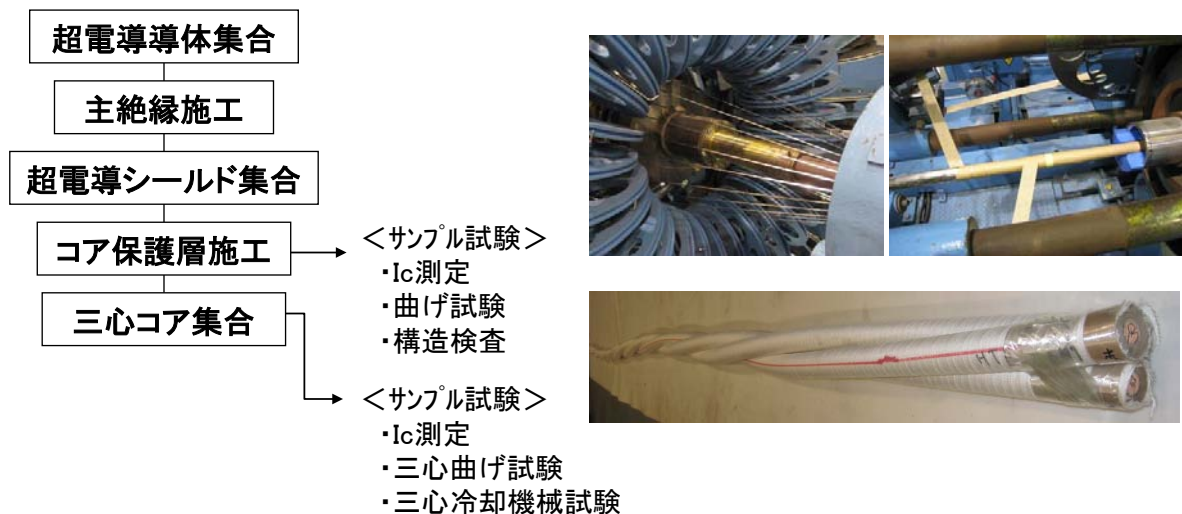 超電導導体集合
主絶縁施工
超電導シールド集合
コア保護層施工
三心コア集合
＜サンプル試験＞
・Ic測定
・曲げ試験
・構造検査
＜サンプル試験＞
・Ic測定
・三心曲げ試験
・三心冷却機械試験